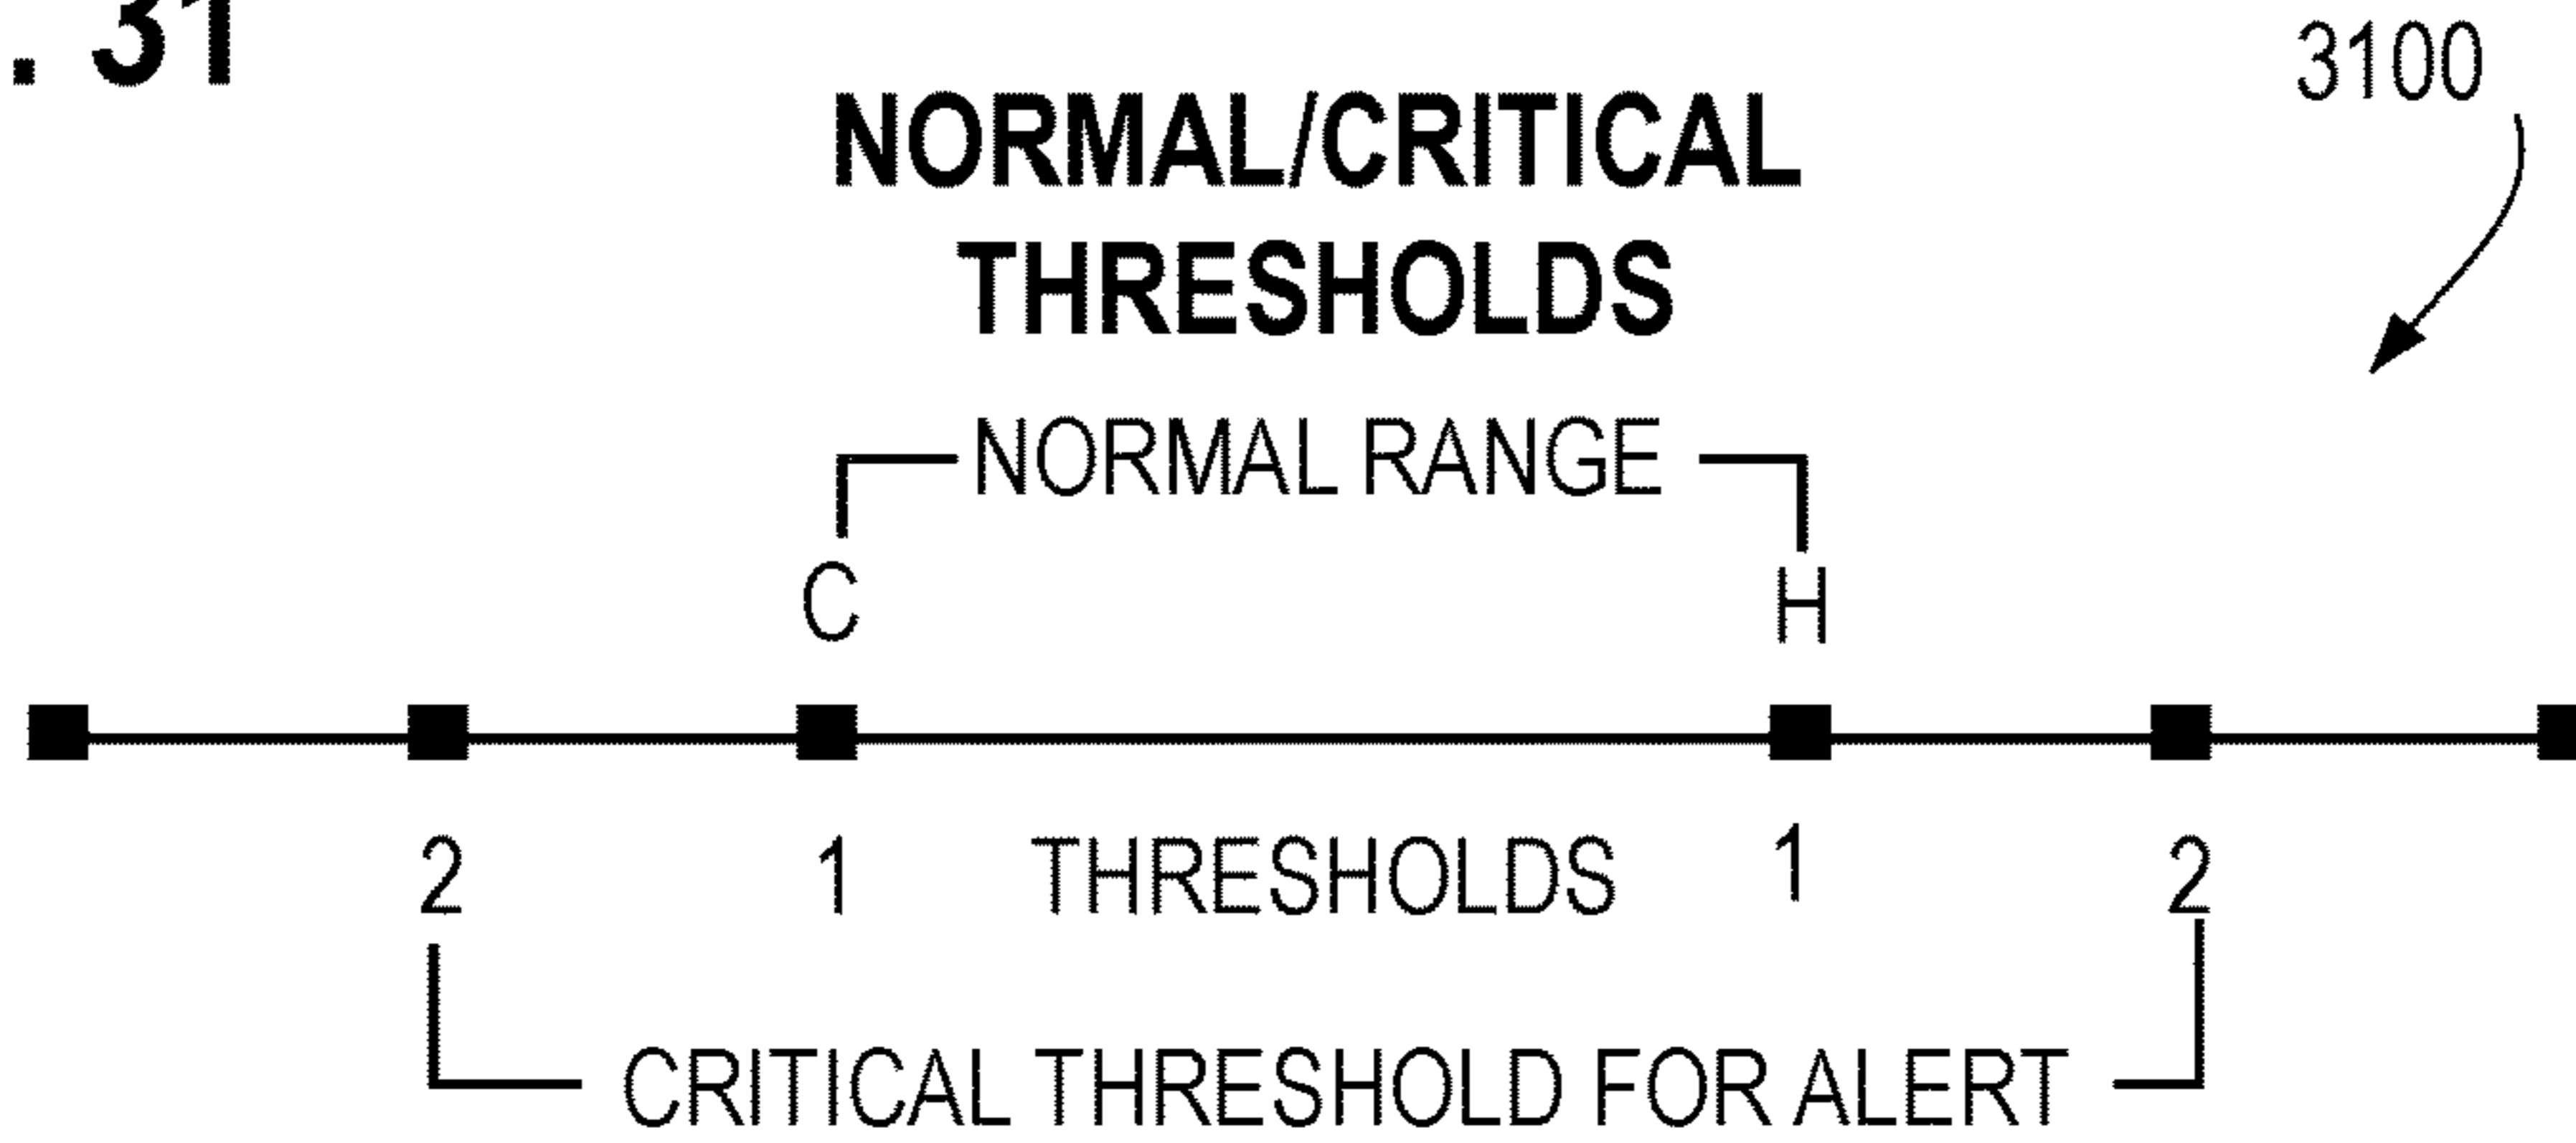 . 31
3100
NORMAL/CRITICAL
THRESHOLDS
NORMAL RANGE
C H
2 1 THRESHOLDS 1 2
CRITICAL THRESHOLD FOR ALERT